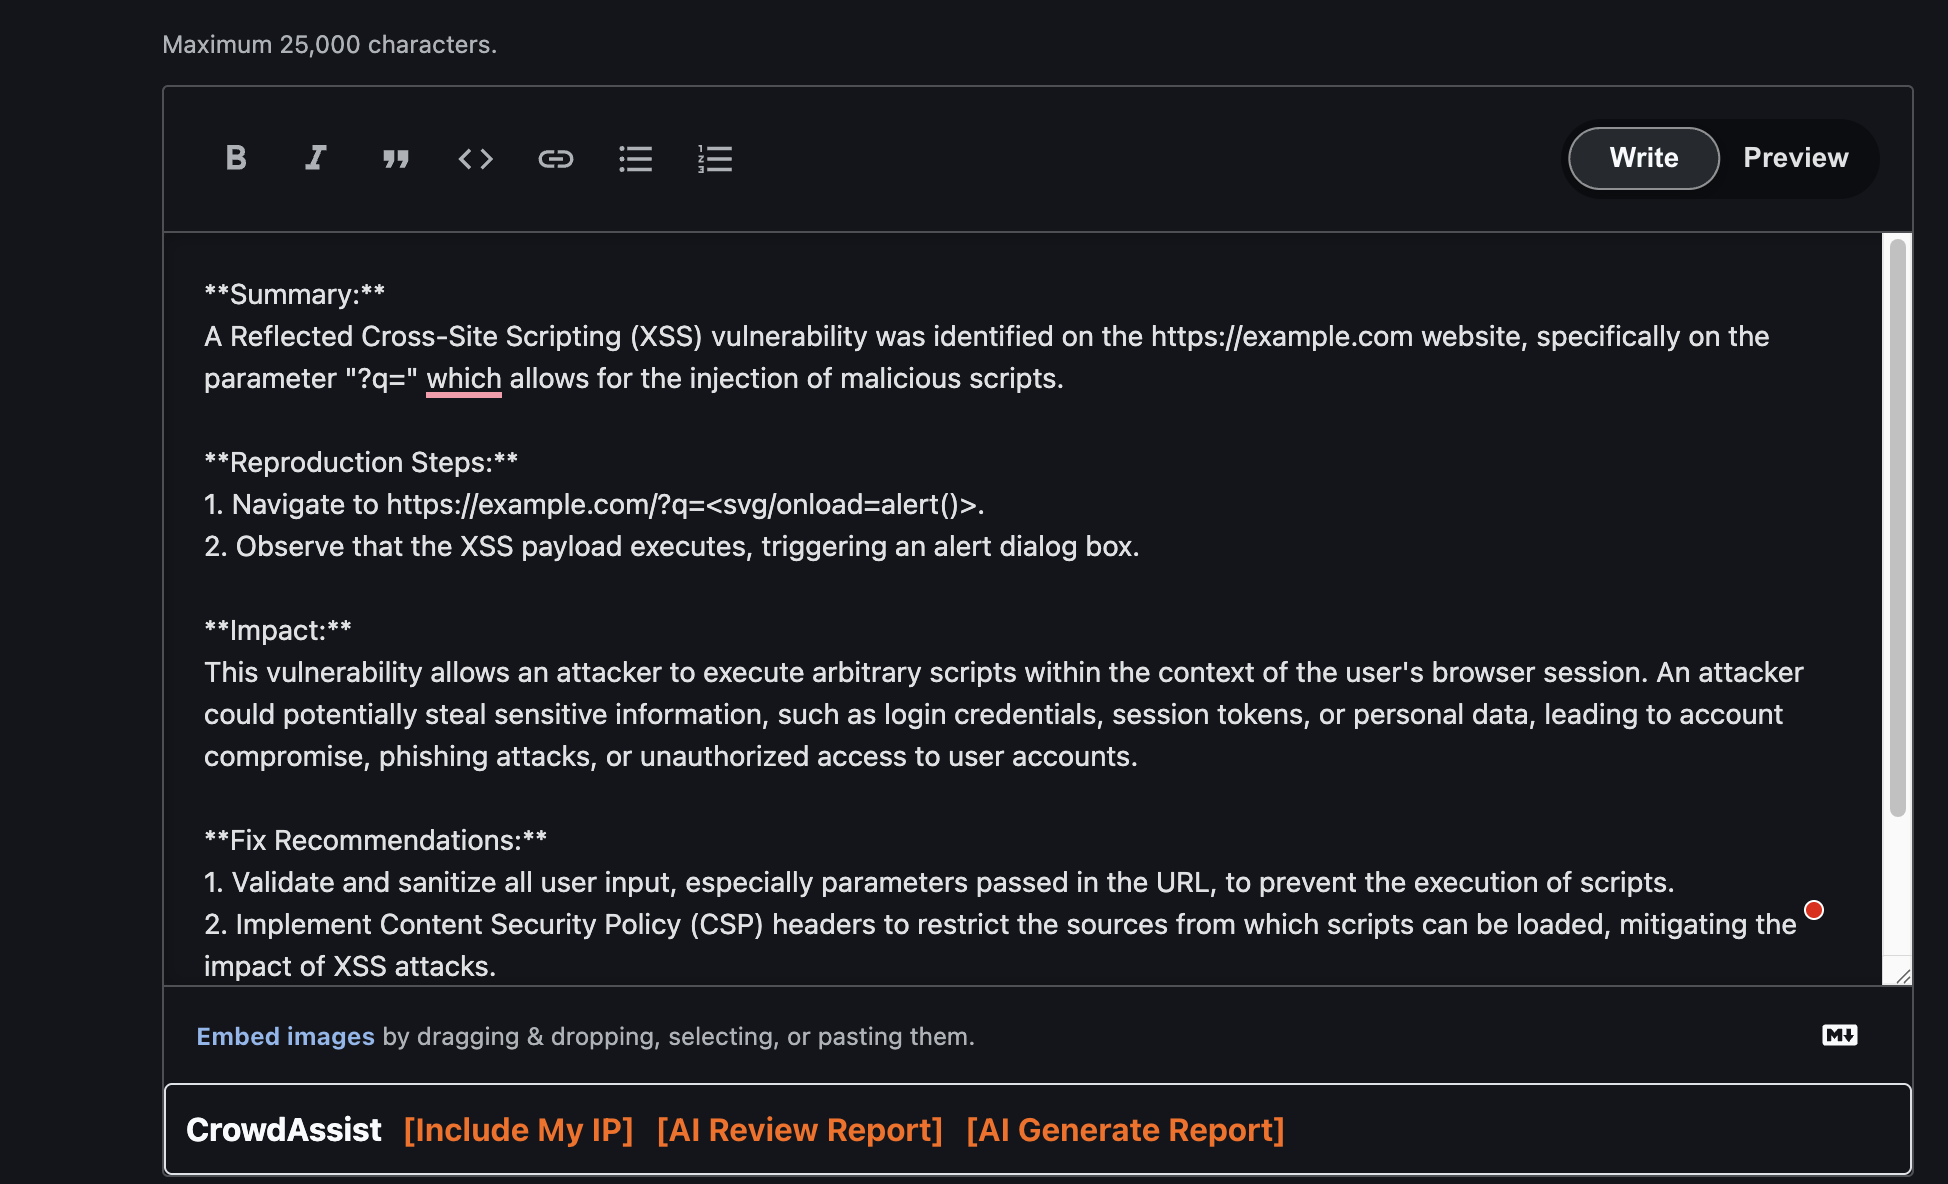 Maximum 25,000 characters.
B I ” <> Write Preview
**Summary:**
A Reflected Cross-Site Scripting (XSS) vulnerability was identified on the https://example.com website, specifically on the
parameter "?q=" which allows for the injection of malicious scripts.
**Reproduction Steps:**
1. Navigate to https://example.com/?q=<svg/onload=alert()>.
2. Observe that the XSS payload executes, triggering an alert dialog box.
**Impact:**
This vulnerability allows an attacker to execute arbitrary scripts within the context of the user's browser session. An attacker
could potentially steal sensitive information, such as login credentials, session tokens, or personal data, leading to account
compromise, phishing attacks, or unauthorized access to user accounts.
**Fix Recommendations:**
1. Validate and sanitize all user input, especially parameters passed in the URL, to prevent the execution of scripts.
2. Implement Content Security Policy (CSP) headers to restrict the sources from which scripts can be loaded, mitigating the
impact of XSS attacks.
Embed images by dragging & dropping, selecting, or pasting them. M
CrowdAssist [Include My IP] [AI Review Report] [AI Generate Report]